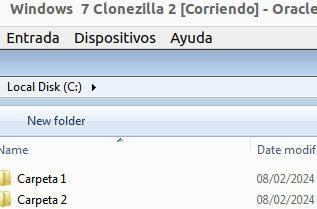 Windows 7 Clonezilla 2 [Corriendo] - Oracle
Entrada Dispositivos Ayuda
Local Disk (C:)
New folder
Name Date modif
Carpeta 1 08/02/2024
Carpeta 2 08/02/2024